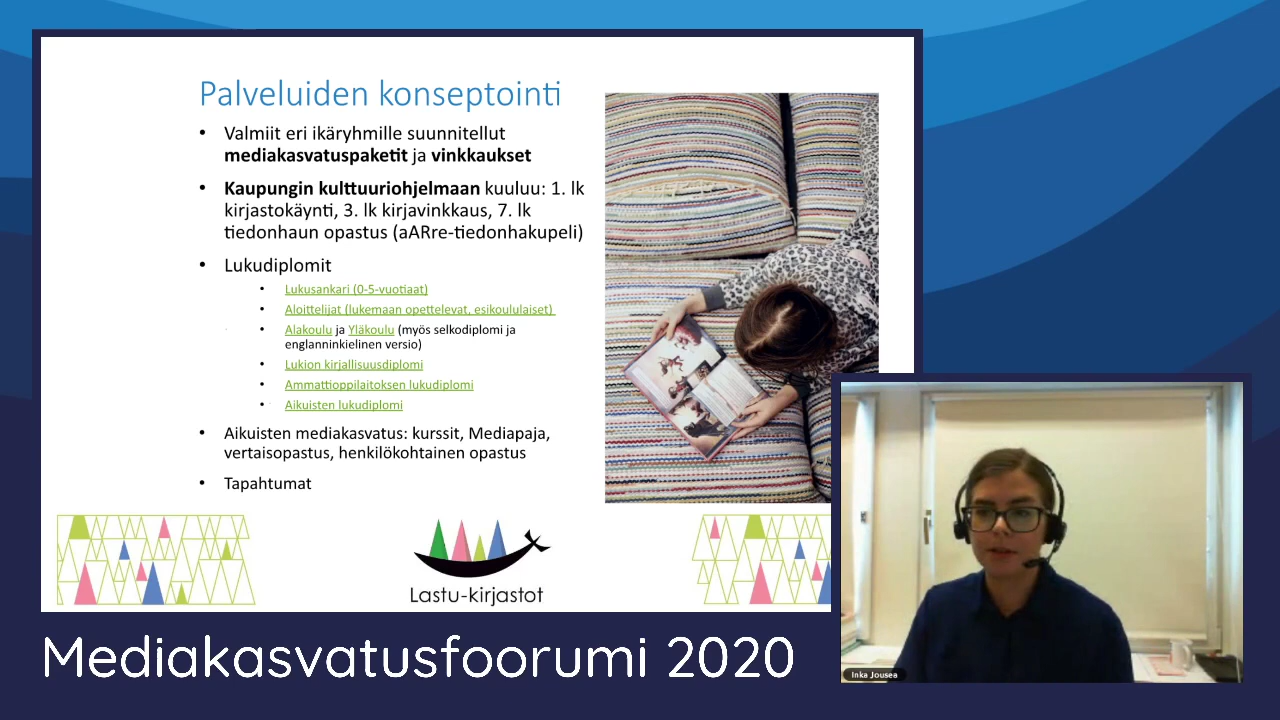 Palveluiden konseptointi
• Valmiit eri ikäryhmille suunnitellut
mediakasvatuspaketit ja vinkkaukset
• Kaupungin kulttuuriohjelmaan kuuluu: 1. lk
kirjastokäynti, 3. lk kirjavinkkaus, 7. lk
tiedonhaun opastus (aARre-tiedonhakupeli)
• Lukudiplomit
• Lukusankari (0-5-vuotiaat)
• Aloittelijat (lukemaan opettelevat, esikoululaiset)
• Alakoulu ja Yläkoulu (myös selkodiplomi ja
englanninkielinen versio)
• Lukion kirjallisuusdiplomi
• Ammattioppilaitoksen lukudiplomi
• Aikuisten lukudiplomi
• Aikuisten mediakasvatus: kurssit, Mediapaja,
vertaisopastus, henkilökohtainen opastus
• Tapahtumat
Lastu-kirjastot
Mediakasvatusfoorumi 2020
Inka Jousea